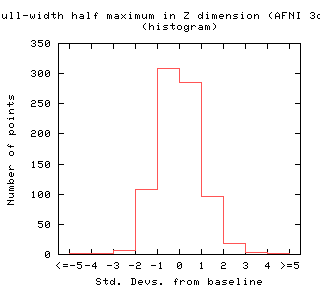 ull-width half maximum in Z dimension (AFNI 3d
(histogram)
350
300
250
200
150
100
50
0
Number of points
<=-5 -4 -3 -2 -1 0 1 2 3 4 >=5
Std. Devs. from baseline